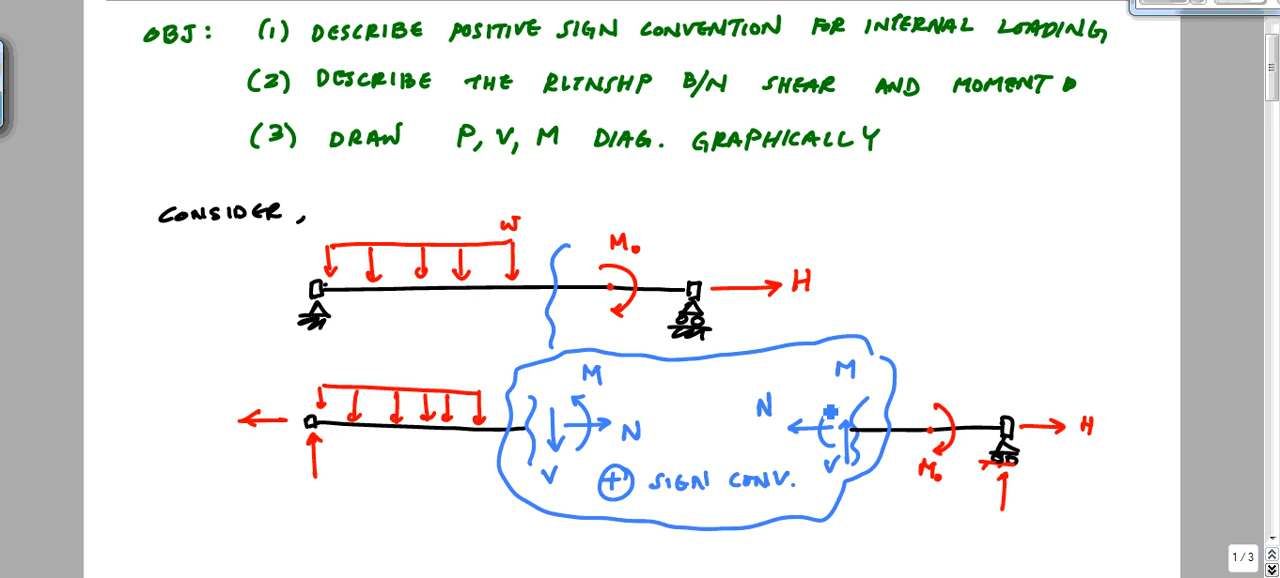 OBJ: (1) DESCRIBE POSITIVE SIGN CONVENTION FOR INTERNAL LOADING
(2) DESCRIBE THE RLTNSHP B/N SHEAR AND MOMENT
(3) DRAW P, V, M DIAG. GRAPHICALLY
CONSIDER,
W
M₀
H
M
M
N
N
H
V
V
M₀
(+) SIGN CONV.
1/3